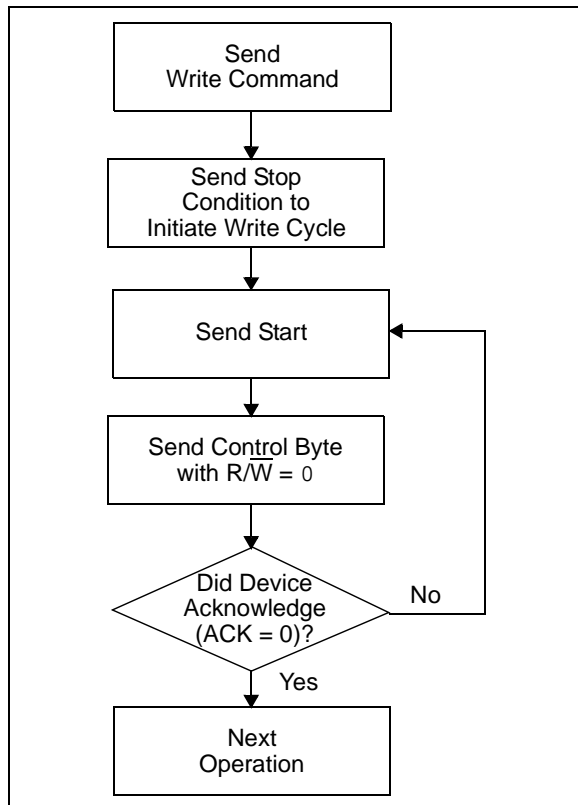 Send
Write Command
Send Stop
Condition to
Initiate Write Cycle
Send Start
Send Control Byte
with R/W̅ = 0
Did Device
Acknowledge
(ACK = 0)?
No
Yes
Next
Operation